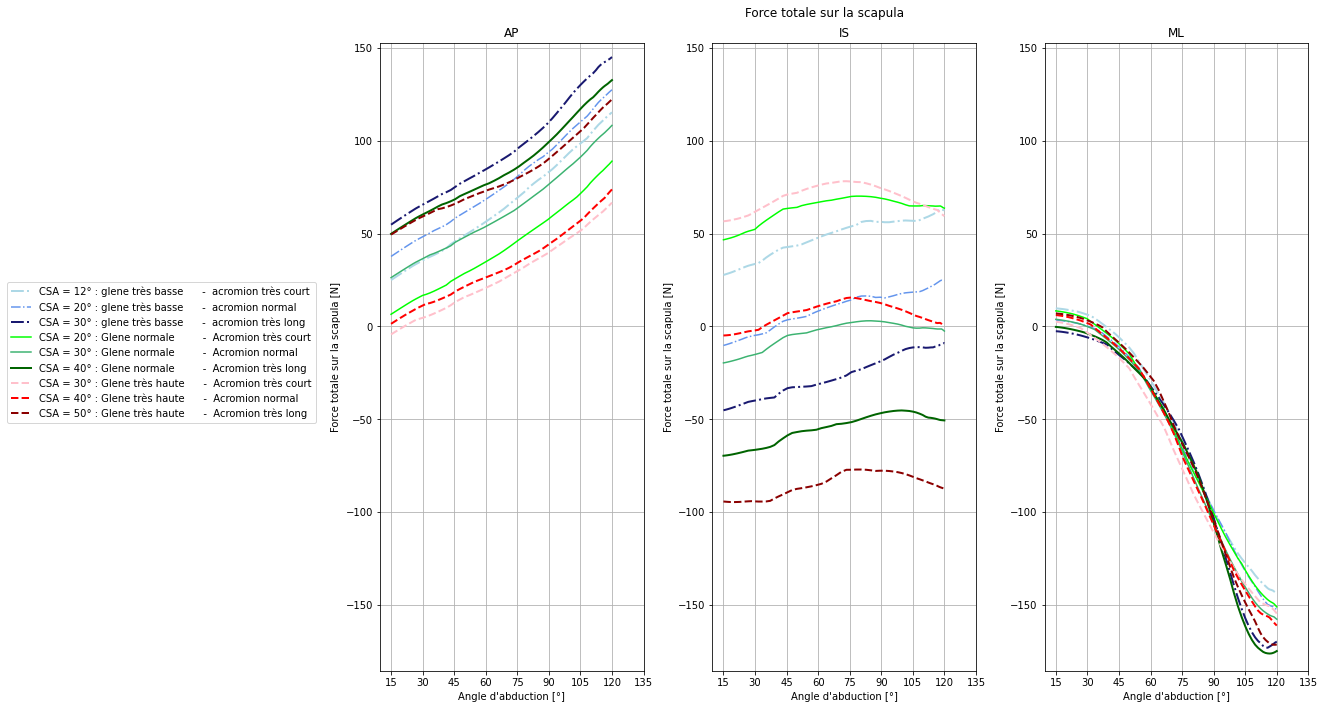 Force totale sur la scapula
CSA = 12° : glene très basse - acromion très court
CSA = 20° : glene très basse - acromion normal
CSA = 30° : glene très basse - acromion très long
CSA = 20° : Glene normale - Acromion très court
CSA = 30° : Glene normale - Acromion normal
CSA = 40° : Glene normale - Acromion très long
CSA = 30° : Glene très haute - Acromion très court
CSA = 40° : Glene très haute - Acromion normal
CSA = 50° : Glene très haute - Acromion très long
AP
Force totale sur la scapula [N]
150
100
50
0
−50
−100
−150
15 30 45 60 75 90 105 120 135
Angle d'abduction [°]
IS
Force totale sur la scapula [N]
150
100
50
0
−50
−100
−150
15 30 45 60 75 90 105 120 135
Angle d'abduction [°]
ML
Force totale sur la scapula [N]
150
100
50
0
−50
−100
−150
15 30 45 60 75 90 105 120 135
Angle d'abduction [°]